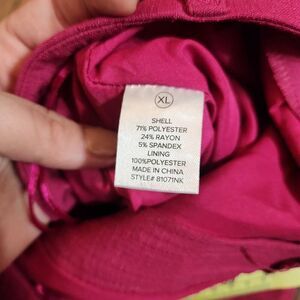 XL
SHELL
71% POLYESTER
24% RAYON
5% SPANDEX
LINING
100%POLYESTER
MADE IN CHINA
STYLE# 81071NK